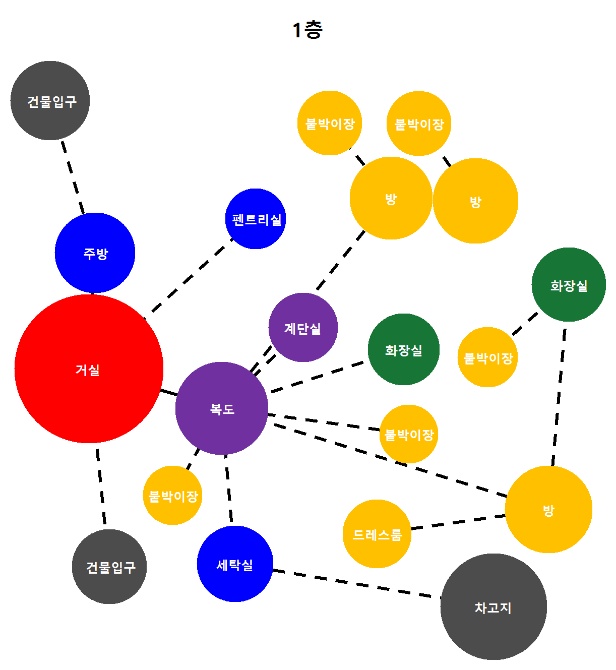 1층
건물입구
붙박이장
붙박이장
방
방
펜트리실
주방
화장실
계단실
화장실
붙박이장
거실
복도
붙박이장
붙박이장
방
드레스룸
건물입구
세탁실
차고지